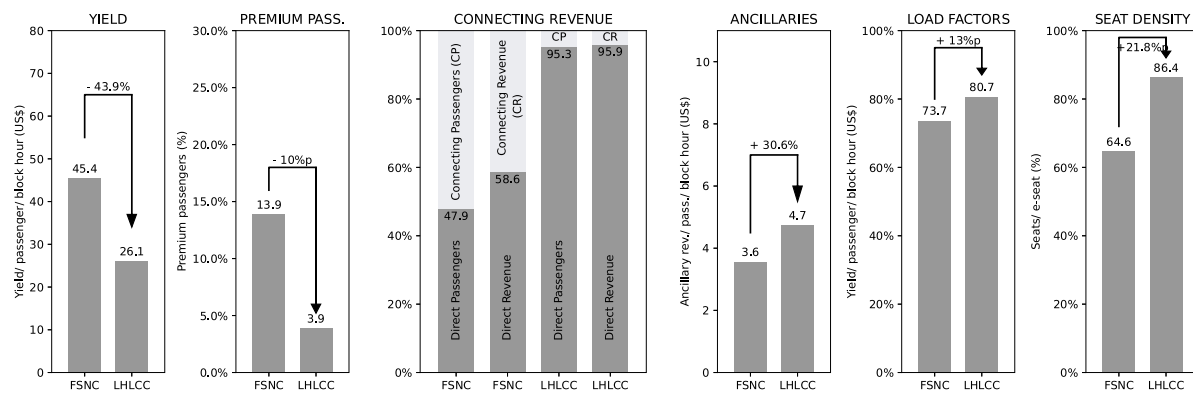 YIELD
Yield/ passenger/ block hour (US$)
80
70
60
50
40
30
20
10
0
- 43.9%
45.4
26.1
FSNC
LHLCC
PREMIUM PASS.
Premium passengers (%)
30.0%
25.0%
20.0%
15.0%
10.0%
5.0%
0.0%
- 10%p
13.9
3.9
FSNC
LHLCC
CONNECTING REVENUE
100%
80%
60%
40%
20%
0%
Connecting Passengers (CP)
47.9
Direct Passengers
FSNC
Connecting Revenue
(CR)
58.6
Direct Revenue
FSNC
CP
95.3
Direct Passengers
LHLCC
CR
95.9
Direct Revenue
LHLCC
ANCILLARIES
Ancillary rev./ pass./ block hour (US$)
10
8
6
4
2
0
+ 30.6%
3.6
4.7
FSNC
LHLCC
LOAD FACTORS
Yield/ passenger/ block hour (US$)
100%
80%
60%
40%
20%
0%
+ 13%p
73.7
80.7
FSNC
LHLCC
SEAT DENSITY
Seats/ e-seat (%)
100%
80%
60%
40%
20%
0%
+21.8%p
64.6
86.4
FSNC
LHLCC